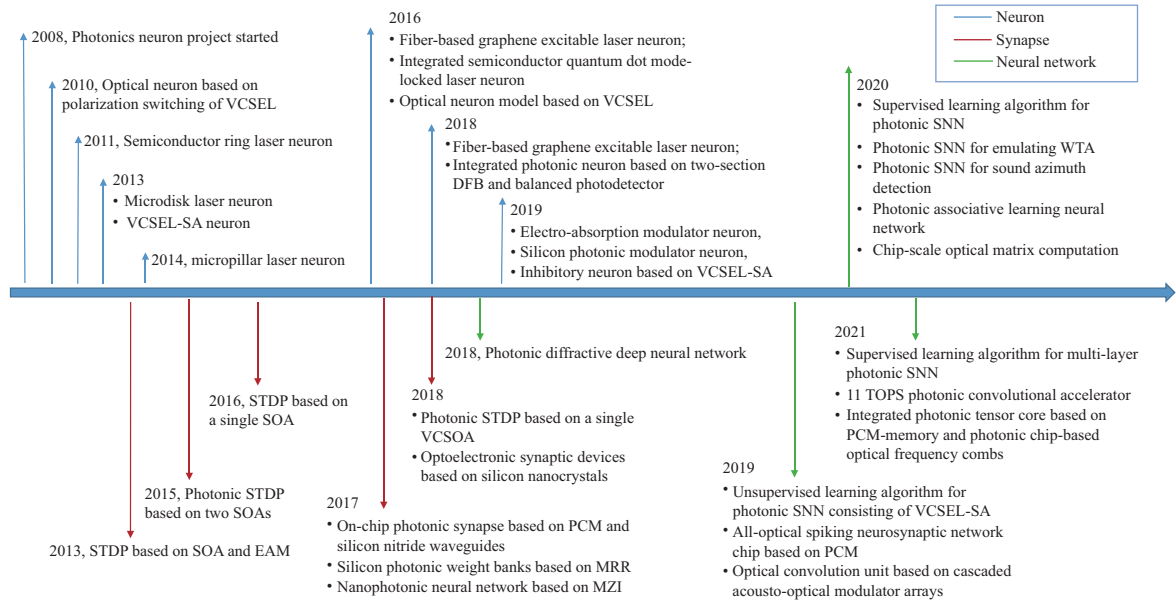 2008, Photonics neuron project started
2010, Optical neuron based on
polarization switching of VCSEL
2011, Semiconductor ring laser neuron
2013
• Microdisk laser neuron
• VCSEL-SA neuron
2014, micropillar laser neuron
2016
• Fiber-based graphene excitable laser neuron;
• Integrated semiconductor quantum dot mode-
locked laser neuron
• Optical neuron model based on VCSEL
2018
• Fiber-based graphene excitable laser neuron;
• Integrated photonic neuron based on two-section
DFB and balanced photodetector
2019
• Electro-absorption modulator neuron,
• Silicon photonic modulator neuron,
• Inhibitory neuron based on VCSEL-SA
Neuron
Synapse
Neural network
2020
• Supervised learning algorithm for
photonic SNN
• Photonic SNN for emulating WTA
• Photonic SNN for sound azimuth
detection
• Photonic associative learning neural
network
• Chip-scale optical matrix computation
2013, STDP based on SOA and EAM
2015, Photonic STDP
based on two SOAs
2016, STDP based on
a single SOA
2017
• On-chip photonic synapse based on PCM and
silicon nitride waveguides
• Silicon photonic weight banks based on MRR
• Nanophotonic neural network based on MZI
2018
• Photonic STDP based on a single
VCSOA
• Optoelectronic synaptic devices
based on silicon nanocrystals
2018, Photonic diffractive deep neural network
2019
• Unsupervised learning algorithm for
photonic SNN consisting of VCSEL-SA
• All-optical spiking neurosynaptic network
chip based on PCM
• Optical convolution unit based on cascaded
acousto-optical modulator arrays
2021
• Supervised learning algorithm for multi-layer
photonic SNN
• 11 TOPS photonic convolutional accelerator
• Integrated photonic tensor core based on
PCM-memory and photonic chip-based
optical frequency combs